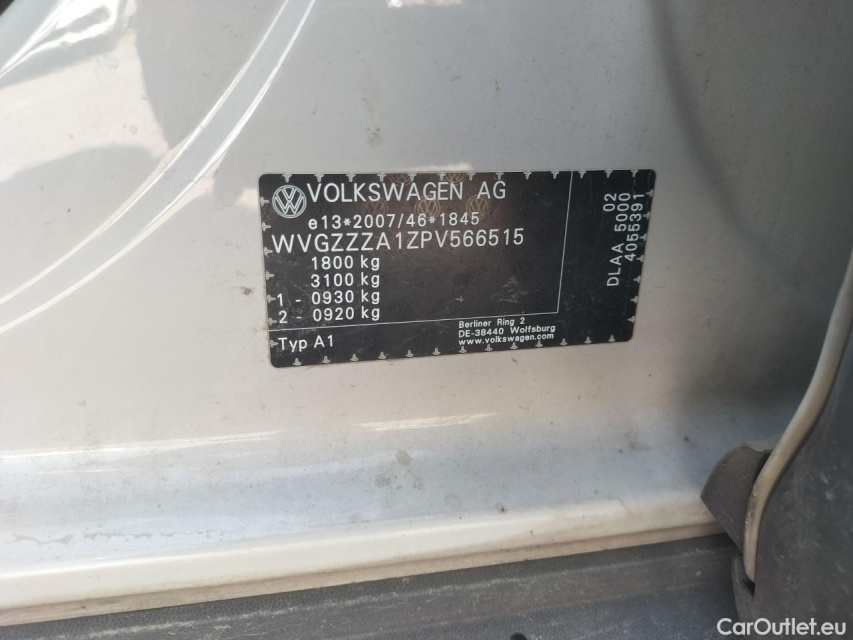 VOLKSWAGEN AG
e13*2007/46*1845
WVGZZZA1ZPV566515
1800 kg
3100 kg
1 - 0930 kg
2 - 0920 kg
Typ A1
Berliner Ring 2
DE-38440 Wolfsburg
www.volkswagen.com
02
DLAA 5000
4055391
CarOutlet.eu